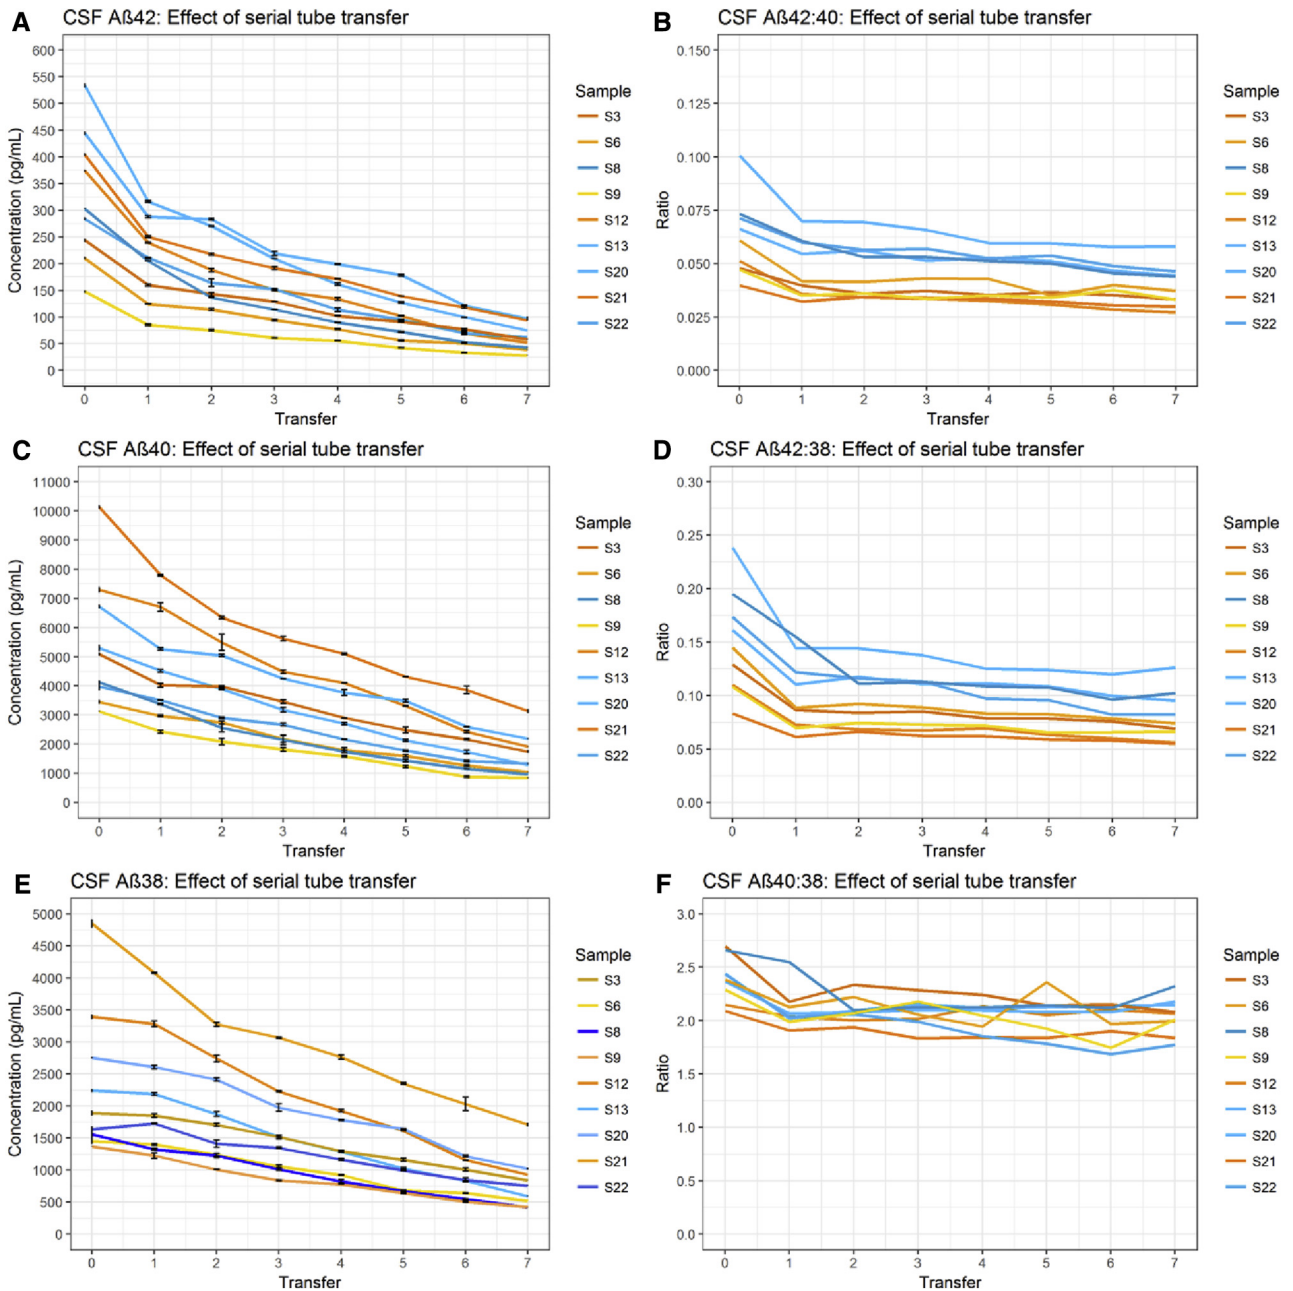 A
CSF Aß42: Effect of serial tube transfer
Concentration (pg/mL)
600
550
500
450
400
350
300
250
200
150
100
50
0
0 1 2 3 4 5 6 7
Transfer
Sample
S3
S6
S8
S9
S12
S13
S20
S21
S22
B
CSF Aß42:40: Effect of serial tube transfer
Ratio
0.150
0.125
0.100
0.075
0.050
0.025
0.000
0 1 2 3 4 5 6 7
Transfer
Sample
S3
S6
S8
S9
S12
S13
S20
S21
S22
C
CSF Aß40: Effect of serial tube transfer
Concentration (pg/mL)
11000
10000
9000
8000
7000
6000
5000
4000
3000
2000
1000
0
0 1 2 3 4 5 6 7
Transfer
Sample
S3
S6
S8
S9
S12
S13
S20
S21
S22
D
CSF Aß42:38: Effect of serial tube transfer
Ratio
0.30
0.25
0.20
0.15
0.10
0.05
0.00
0 1 2 3 4 5 6 7
Transfer
Sample
S3
S6
S8
S9
S12
S13
S20
S21
S22
E
CSF Aß38: Effect of serial tube transfer
Concentration (pg/mL)
5000
4500
4000
3500
3000
2500
2000
1500
1000
500
0
0 1 2 3 4 5 6 7
Transfer
Sample
S3
S6
S8
S9
S12
S13
S20
S21
S22
F
CSF Aß40:38: Effect of serial tube transfer
Ratio
3.0
2.5
2.0
1.5
1.0
0.5
0.0
0 1 2 3 4 5 6 7
Transfer
Sample
S3
S6
S8
S9
S12
S13
S20
S21
S22